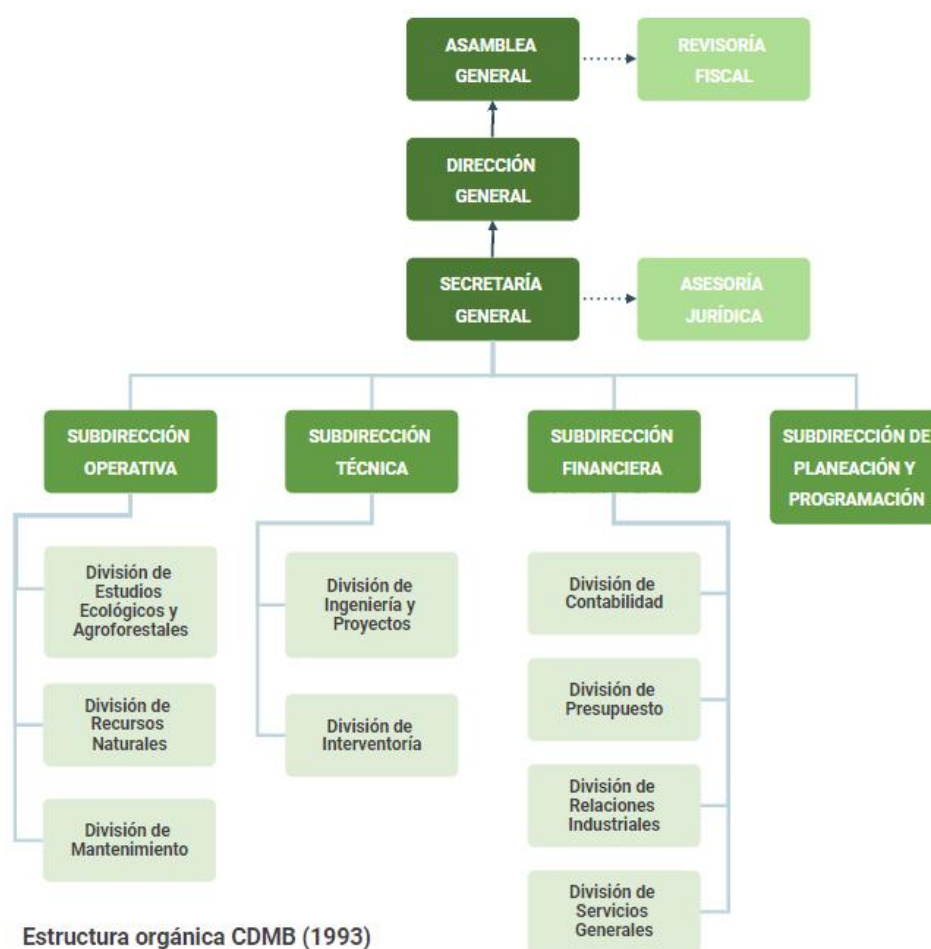 ASAMBLEA
GENERAL
REVISORÍA
FISCAL
DIRECCIÓN
GENERAL
SECRETARÍA
GENERAL
ASESORÍA
JURÍDICA
SUBDIRECCIÓN
OPERATIVA
SUBDIRECCIÓN
TÉCNICA
SUBDIRECCIÓN
FINANCIERA
SUBDIRECCIÓN DE
PLANEACIÓN Y
PROGRAMACIÓN
División de
Estudios
Ecológicos y
Agroforestales
División de
Recursos
Naturales
División de
Mantenimiento
División de
Ingeniería y
Proyectos
División de
Interventoría
División de
Contabilidad
División de
Presupuesto
División de
Relaciones
Industriales
División de
Servicios
Generales
Estructura orgánica CDMB (1993)